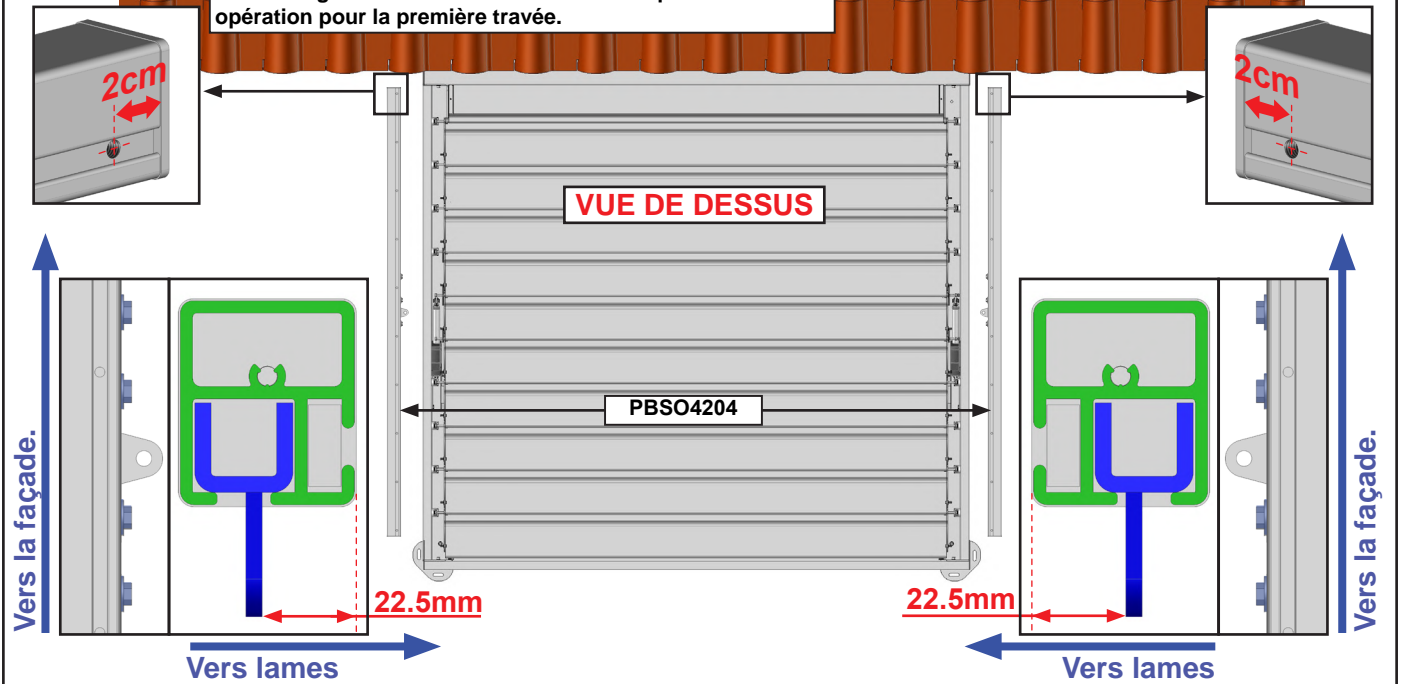 opération pour la première travée.
2cm
2cm
VUE DE DESSUS
PBSO4204
Vers la façade.
Vers la façade.
22.5mm
22.5mm
Vers lames
Vers lames